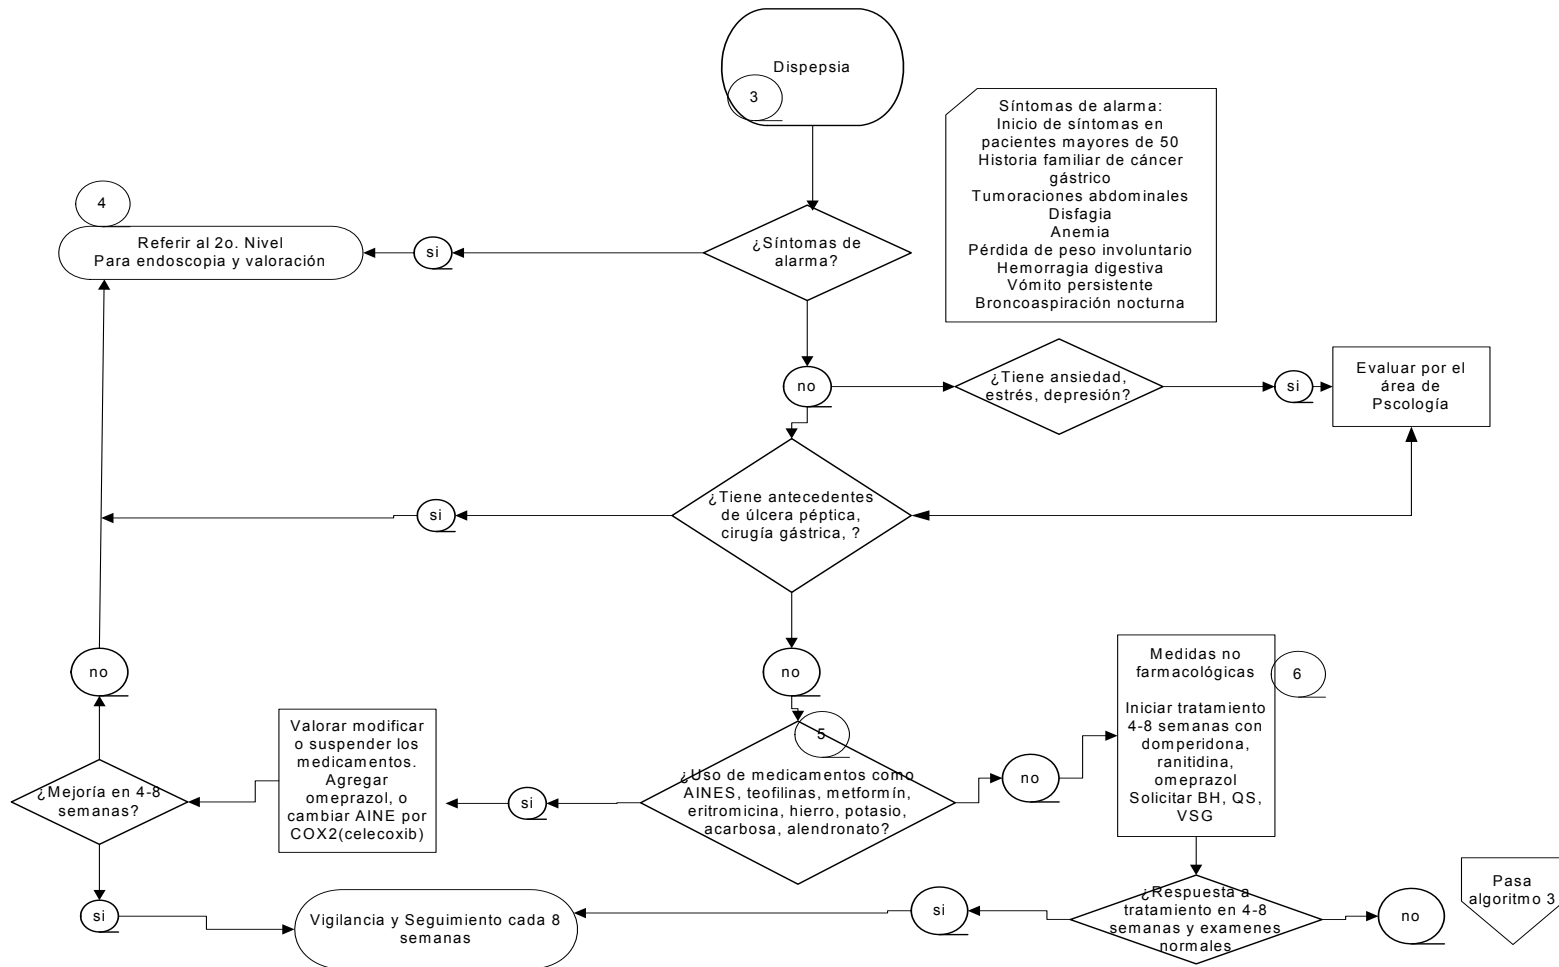 Dispepsia
3
Síntomas de alarma:
Inicio de síntomas en
pacientes mayores de 50
Historia familiar de cáncer
gástrico
Tumoraciones abdominales
Disfagia
Anemia
Pérdida de peso involuntario
Hemorragia digestiva
Vómito persistente
Broncoaspiración nocturna
4
Referir al 2o. Nivel
Para endoscopia y valoración
si
¿Síntomas de
alarma?
no
¿Tiene ansiedad,
estrés, depresión?
si
Evaluar por el
área de
Pscología
si
¿Tiene antecedentes
de úlcera péptica,
cirugía gástrica, ?
no
no
Medidas no
farmacológicas
6
Iniciar tratamiento
4-8 semanas con
domperidona,
ranitidina,
omeprazol
Solicitar BH, QS,
VSG
¿Mejoría en 4-8
semanas?
Valorar modificar
o suspender los
medicamentos.
Agregar
omeprazol, o
cambiar AINE por
COX2(celecoxib)
si
5
¿Uso de medicamentos como
AINES, teofilinas, metformín,
eritromicina, hierro, potasio,
acarbosa, alendronato?
no
si
Vigilancia y Seguimiento cada 8
semanas
si
¿Respuesta a
tratamiento en 4-8
semanas y examenes
normales
no
Pasa
algoritmo 3